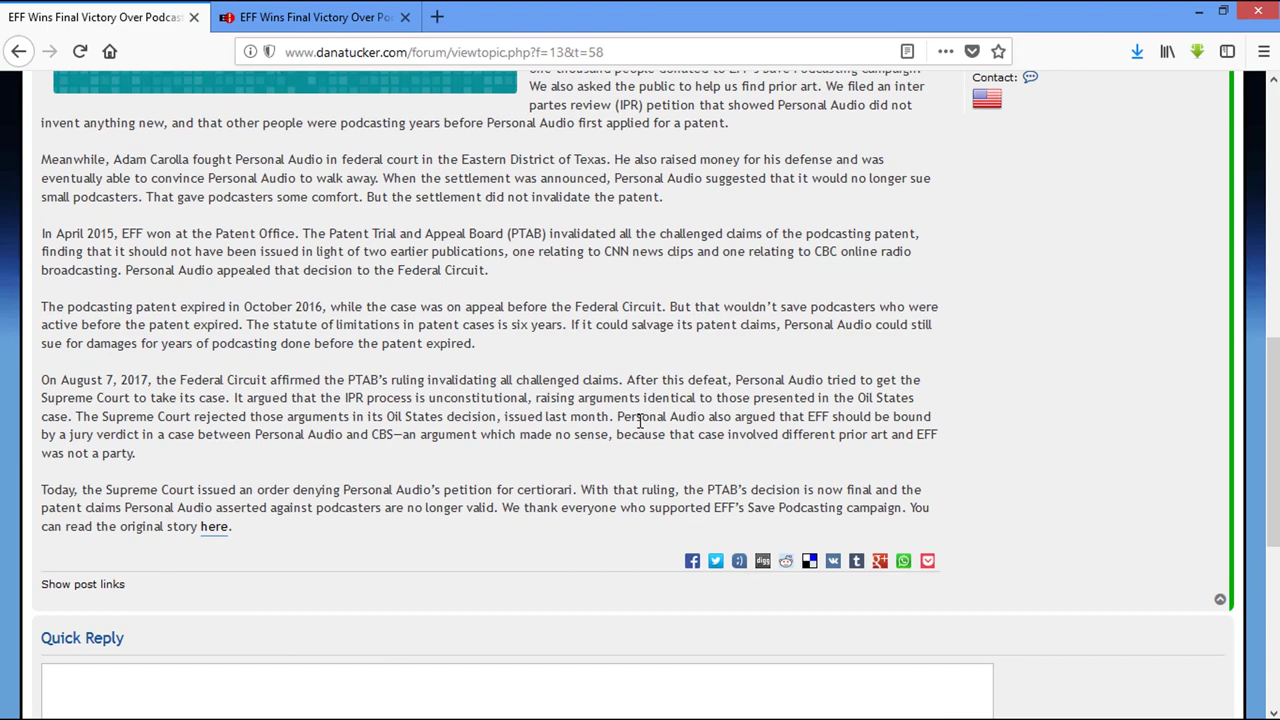 EFF Wins Final Victory Over Podcas
EFF Wins Final Victory Over Po
www.danatucker.com/forum/viewtopic.php?f=13&t=58
one thousand people donated to EFF's Save Podcasting campaign.
We also asked the public to help us find prior art. We filed an inter
partes review (IPR) petition that showed Personal Audio did not
invent anything new, and that other people were podcasting years before Personal Audio first applied for a patent.
Contact:
Meanwhile, Adam Carolla fought Personal Audio in federal court in the Eastern District of Texas. He also raised money for his defense and was
eventually able to convince Personal Audio to walk away. When the settlement was announced, Personal Audio suggested that it would no longer sue
small podcasters. That gave podcasters some comfort. But the settlement did not invalidate the patent.
In April 2015, EFF won at the Patent Office. The Patent Trial and Appeal Board (PTAB) invalidated all the challenged claims of the podcasting patent,
finding that it should not have been issued in light of two earlier publications, one relating to CNN news clips and one relating to CBC online radio
broadcasting. Personal Audio appealed that decision to the Federal Circuit.
The podcasting patent expired in October 2016, while the case was on appeal before the Federal Circuit. But that wouldn't save podcasters who were
active before the patent expired. The statute of limitations in patent cases is six years. If it could salvage its patent claims, Personal Audio could still
sue for damages for years of podcasting done before the patent expired.
On August 7, 2017, the Federal Circuit affirmed the PTAB's ruling invalidating all challenged claims. After this defeat, Personal Audio tried to get the
Supreme Court to take its case. It argued that the IPR process is unconstitutional, raising arguments identical to those presented in the Oil States
case. The Supreme Court rejected those arguments in its Oil States decision, issued last month. Personal Audio also argued that EFF should be bound
by a jury verdict in a case between Personal Audio and CBS—an argument which made no sense, because that case involved different prior art and EFF
was not a party.
Today, the Supreme Court issued an order denying Personal Audio's petition for certiorari. With that ruling, the PTAB's decision is now final and the
patent claims Personal Audio asserted against podcasters are no longer valid. We thank everyone who supported EFF's Save Podcasting campaign. You
can read the original story here.
digg
Show post links
Quick Reply